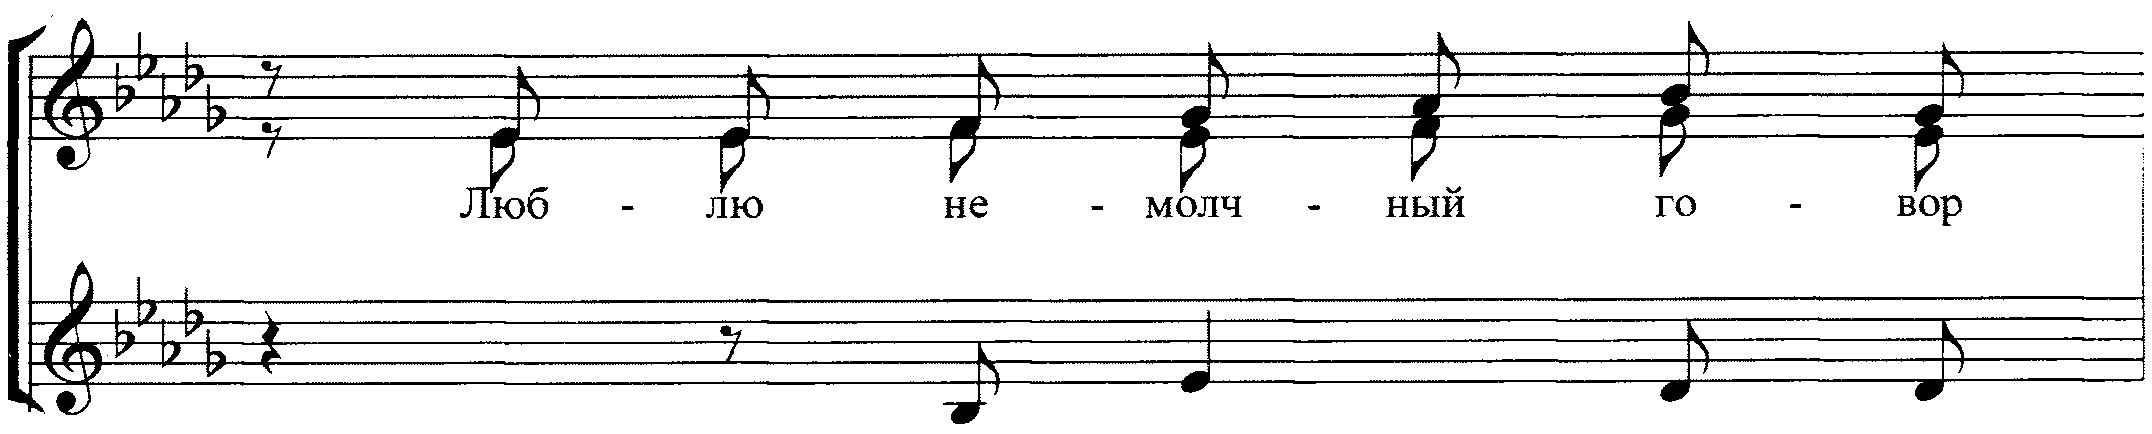 Люб - лю не - молч - ный го - вор